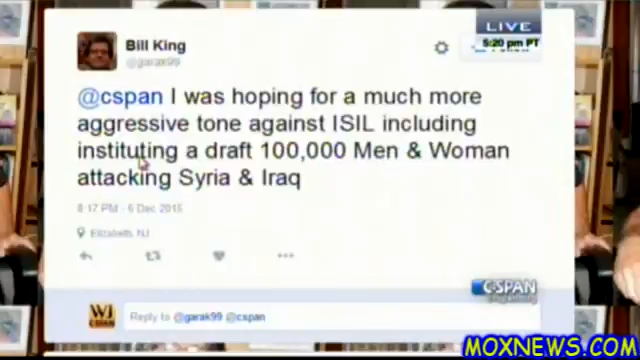 LIVE
5:20 pm PT
Bill King
@garak99
@cspan I was hoping for a much more
aggressive tone against ISIL including
instituting a draft 100,000 Men & Woman
attacking Syria & Iraq
8:17 PM - 6 Dec 2015
Elizabeth, NJ
C-SPAN
WJ
C-SPAN
Reply to @garak99 @cspan
MOXNEWS.COM